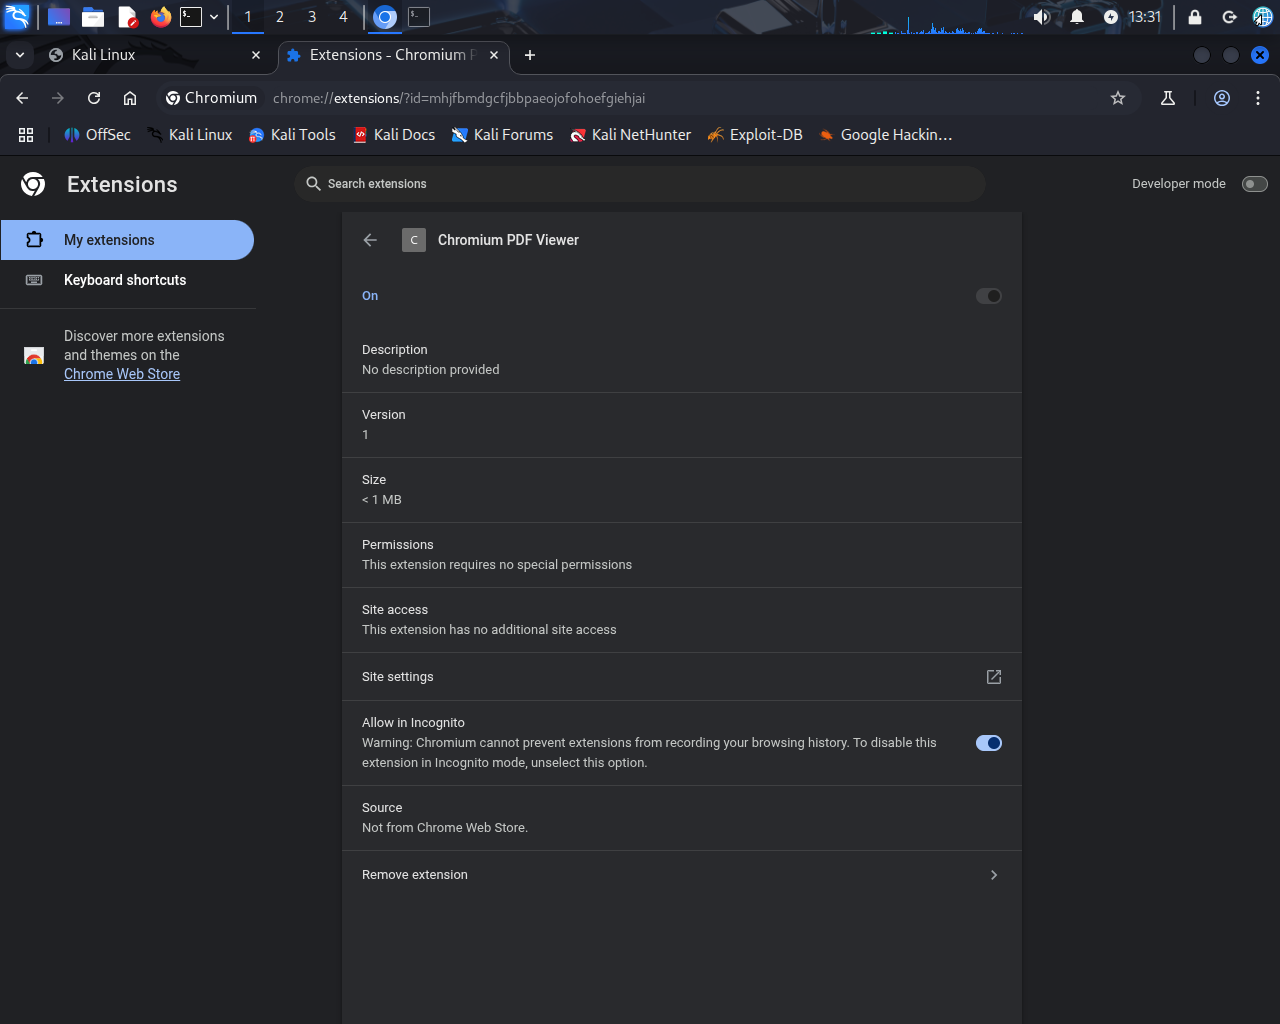 1 2 3 4 13:31
Kali Linux
Extensions - Chromium P
Chromium chrome://extensions/?id=mhjfbmdgcfjbbpaeojofohoefgiehjai
OffSec Kali Linux Kali Tools Kali Docs Kali Forums Kali NetHunter Exploit-DB Google Hackin…
Extensions
Search extensions
Developer mode
My extensions
Keyboard shortcuts
Discover more extensions
and themes on the
Chrome Web Store
C Chromium PDF Viewer
On
Description
No description provided
Version
1
Size
< 1 MB
Permissions
This extension requires no special permissions
Site access
This extension has no additional site access
Site settings
Allow in Incognito
Warning: Chromium cannot prevent extensions from recording your browsing history. To disable this
extension in Incognito mode, unselect this option.
Source
Not from Chrome Web Store.
Remove extension